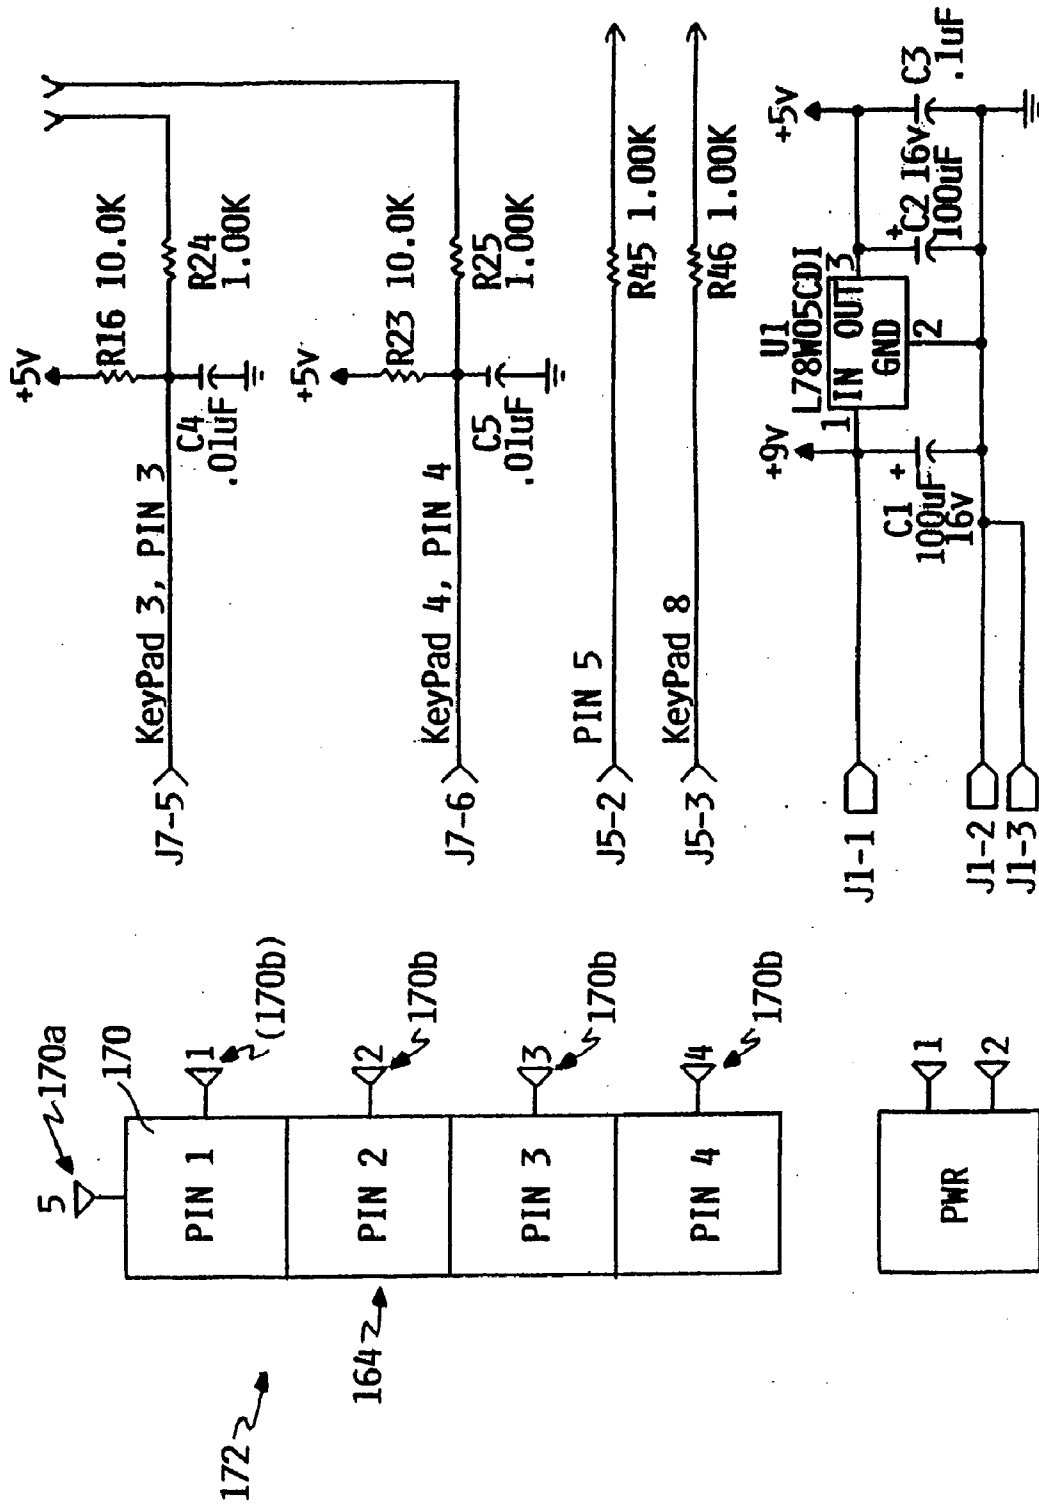 172
164
5
170a
170
PIN 1
PIN 2
PIN 3
PIN 4
1
(170b)
2
170b
3
170b
4
170b
PWR
1
2
J7-5
KeyPad 3, PIN 3
+5v
R16 10.0K
C4
.01uF
R24
1.00K
J7-6
KeyPad 4, PIN 4
+5v
R23 10.0K
C5
.01uF
R25
1.00K
J5-2
PIN 5
R45 1.00K
J5-3
KeyPad 8
R46 1.00K
J1-1
J1-2
J1-3
+9v
C1
+
100uF
16v
U1
L78W05CDI
1
IN OUT
3
GND
2
+5v
+
C2 16v
100uF
C3
.1uF